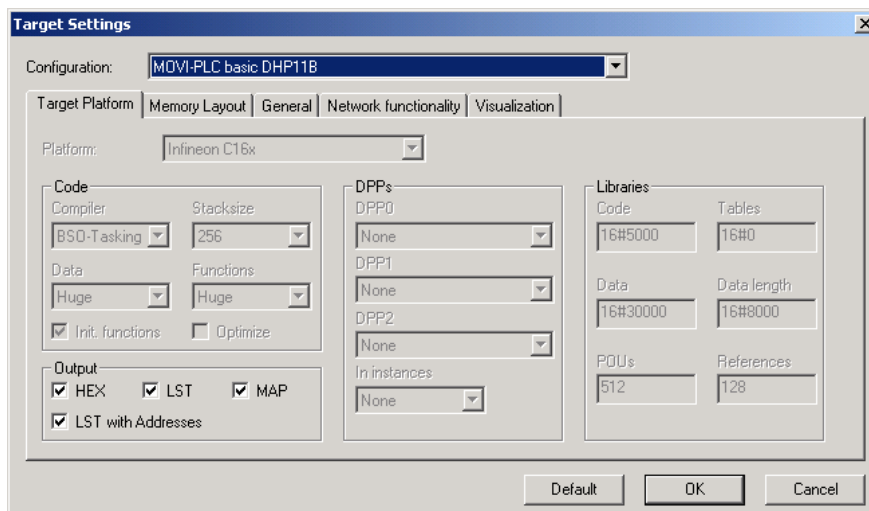 Target Settings
Configuration: MOVI-PLC basic DHP11B
Target Platform Memory Layout General Network functionality Visualization
Platform: Infineon C16x
Code
Compiler Stacksize
BSO-Tasking 256
Data Functions
Huge Huge
Init. functions Optimize
Output
HEX LST MAP
LST with Addresses
DPPs
DPP0
None
DPP1
None
DPP2
None
In instances
None
Libraries
Code Tables
16#5000 16#0
Data Data length
16#30000 16#8000
POUs References
512 128
Default OK Cancel